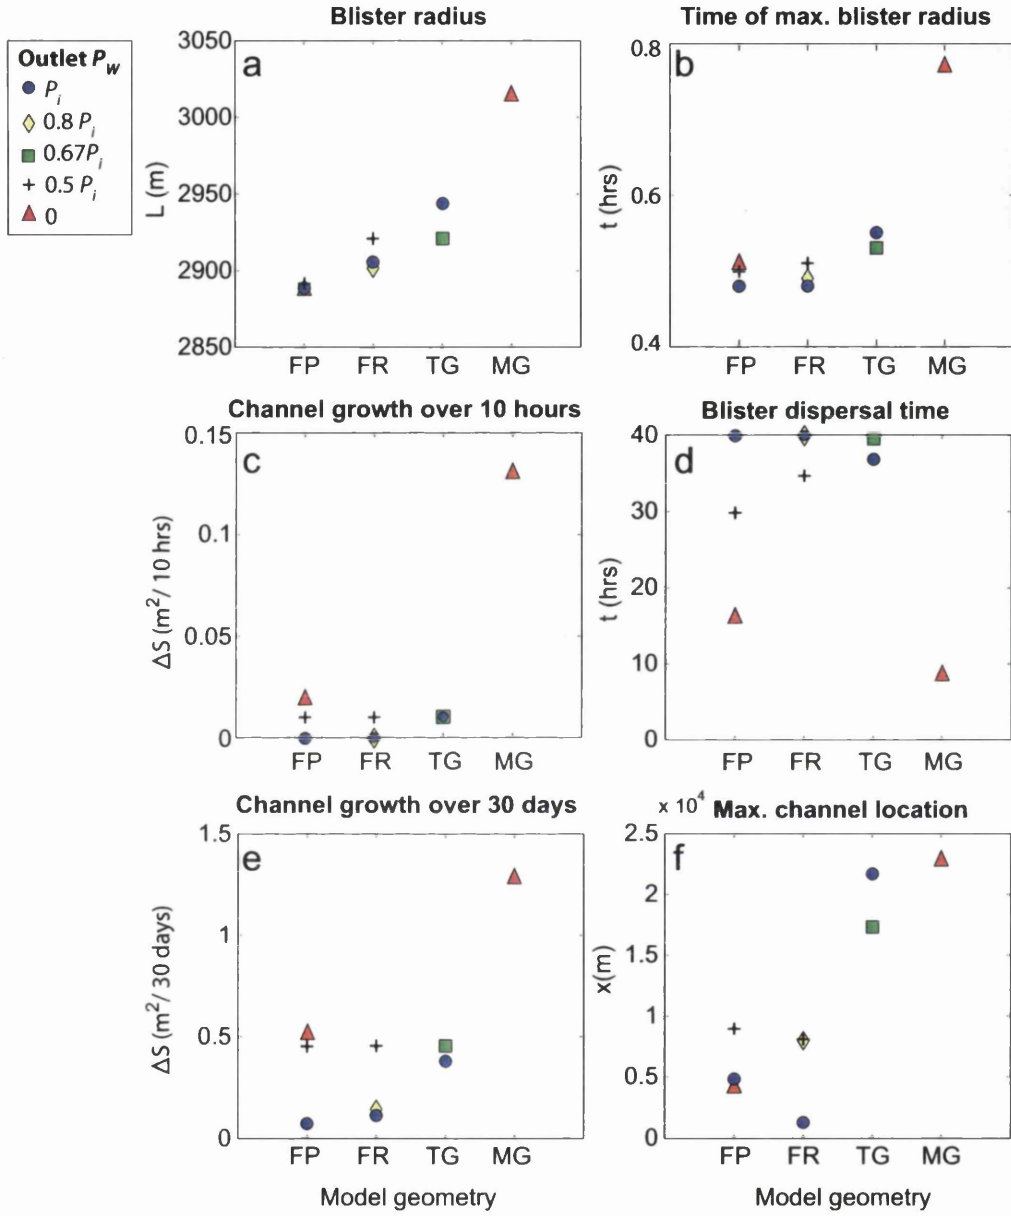 Outlet Pw
Pi
0.8 Pi
0.67Pi
0.5 Pi
0
Blister radius
a
3050
3000
2950
2900
2850
L (m)
FP FR TG MG
Time of max. blister radius
b
0.8
0.6
0.4
t (hrs)
FP FR TG MG
Channel growth over 10 hours
c
0.15
0.1
0.05
0
ΔS (m²/ 10 hrs)
FP FR TG MG
Blister dispersal time
d
40
30
20
10
0
t (hrs)
FP FR TG MG
Channel growth over 30 days
e
1.5
1
0.5
0
ΔS (m²/ 30 days)
FP FR TG MG
Model geometry
x 10⁴ Max. channel location
f
2.5
2
1.5
1
0.5
0
x(m)
FP FR TG MG
Model geometry